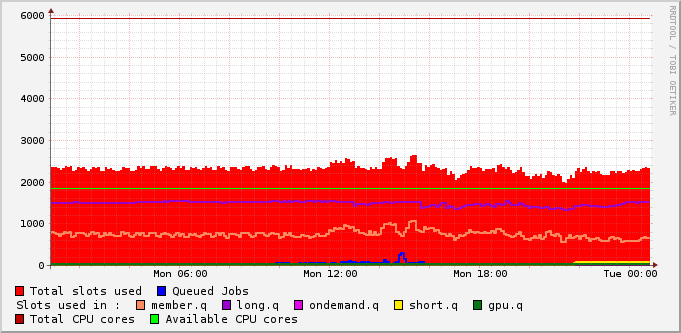 RRDTOOL / TOBI OETIKER
6000
5000
4000
3000
2000
1000
0
Mon 06:00 Mon 12:00 Mon 18:00 Tue 00:00
Total slots used Queued Jobs
Slots used in : member.q long.q ondemand.q short.q gpu.q
Total CPU cores Available CPU cores